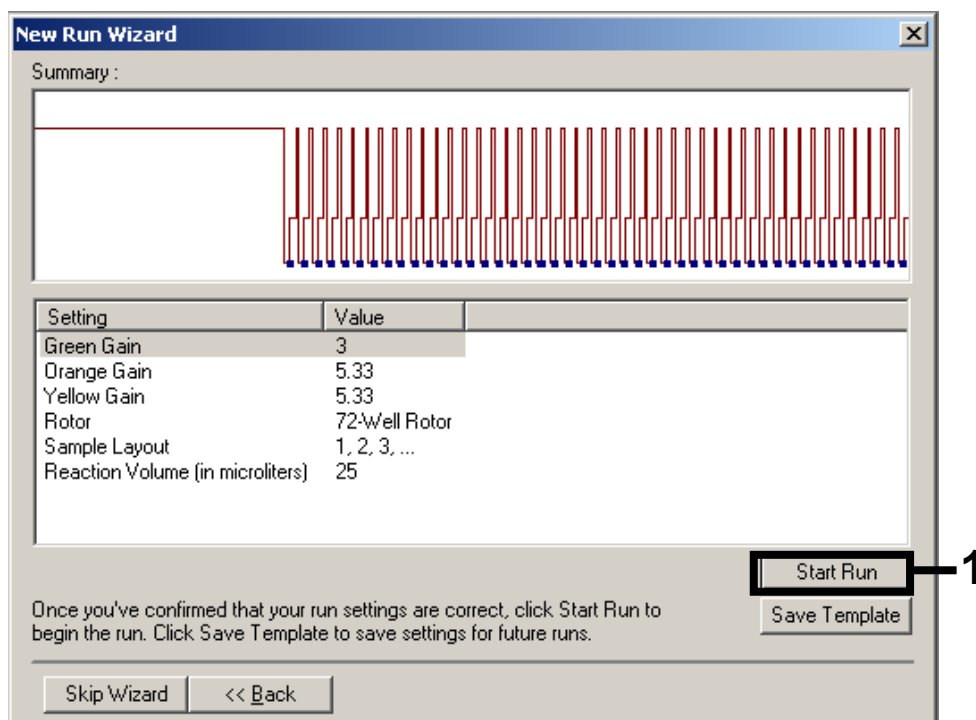 New Run Wizard
Summary :
Setting Value
Green Gain 3
Orange Gain 5.33
Yellow Gain 5.33
Rotor 72-Well Rotor
Sample Layout 1, 2, 3, ...
Reaction Volume (in microliters) 25
Start Run 1
Once you've confirmed that your run settings are correct, click Start Run to
begin the run. Click Save Template to save settings for future runs.
Save Template
Skip Wizard << Back